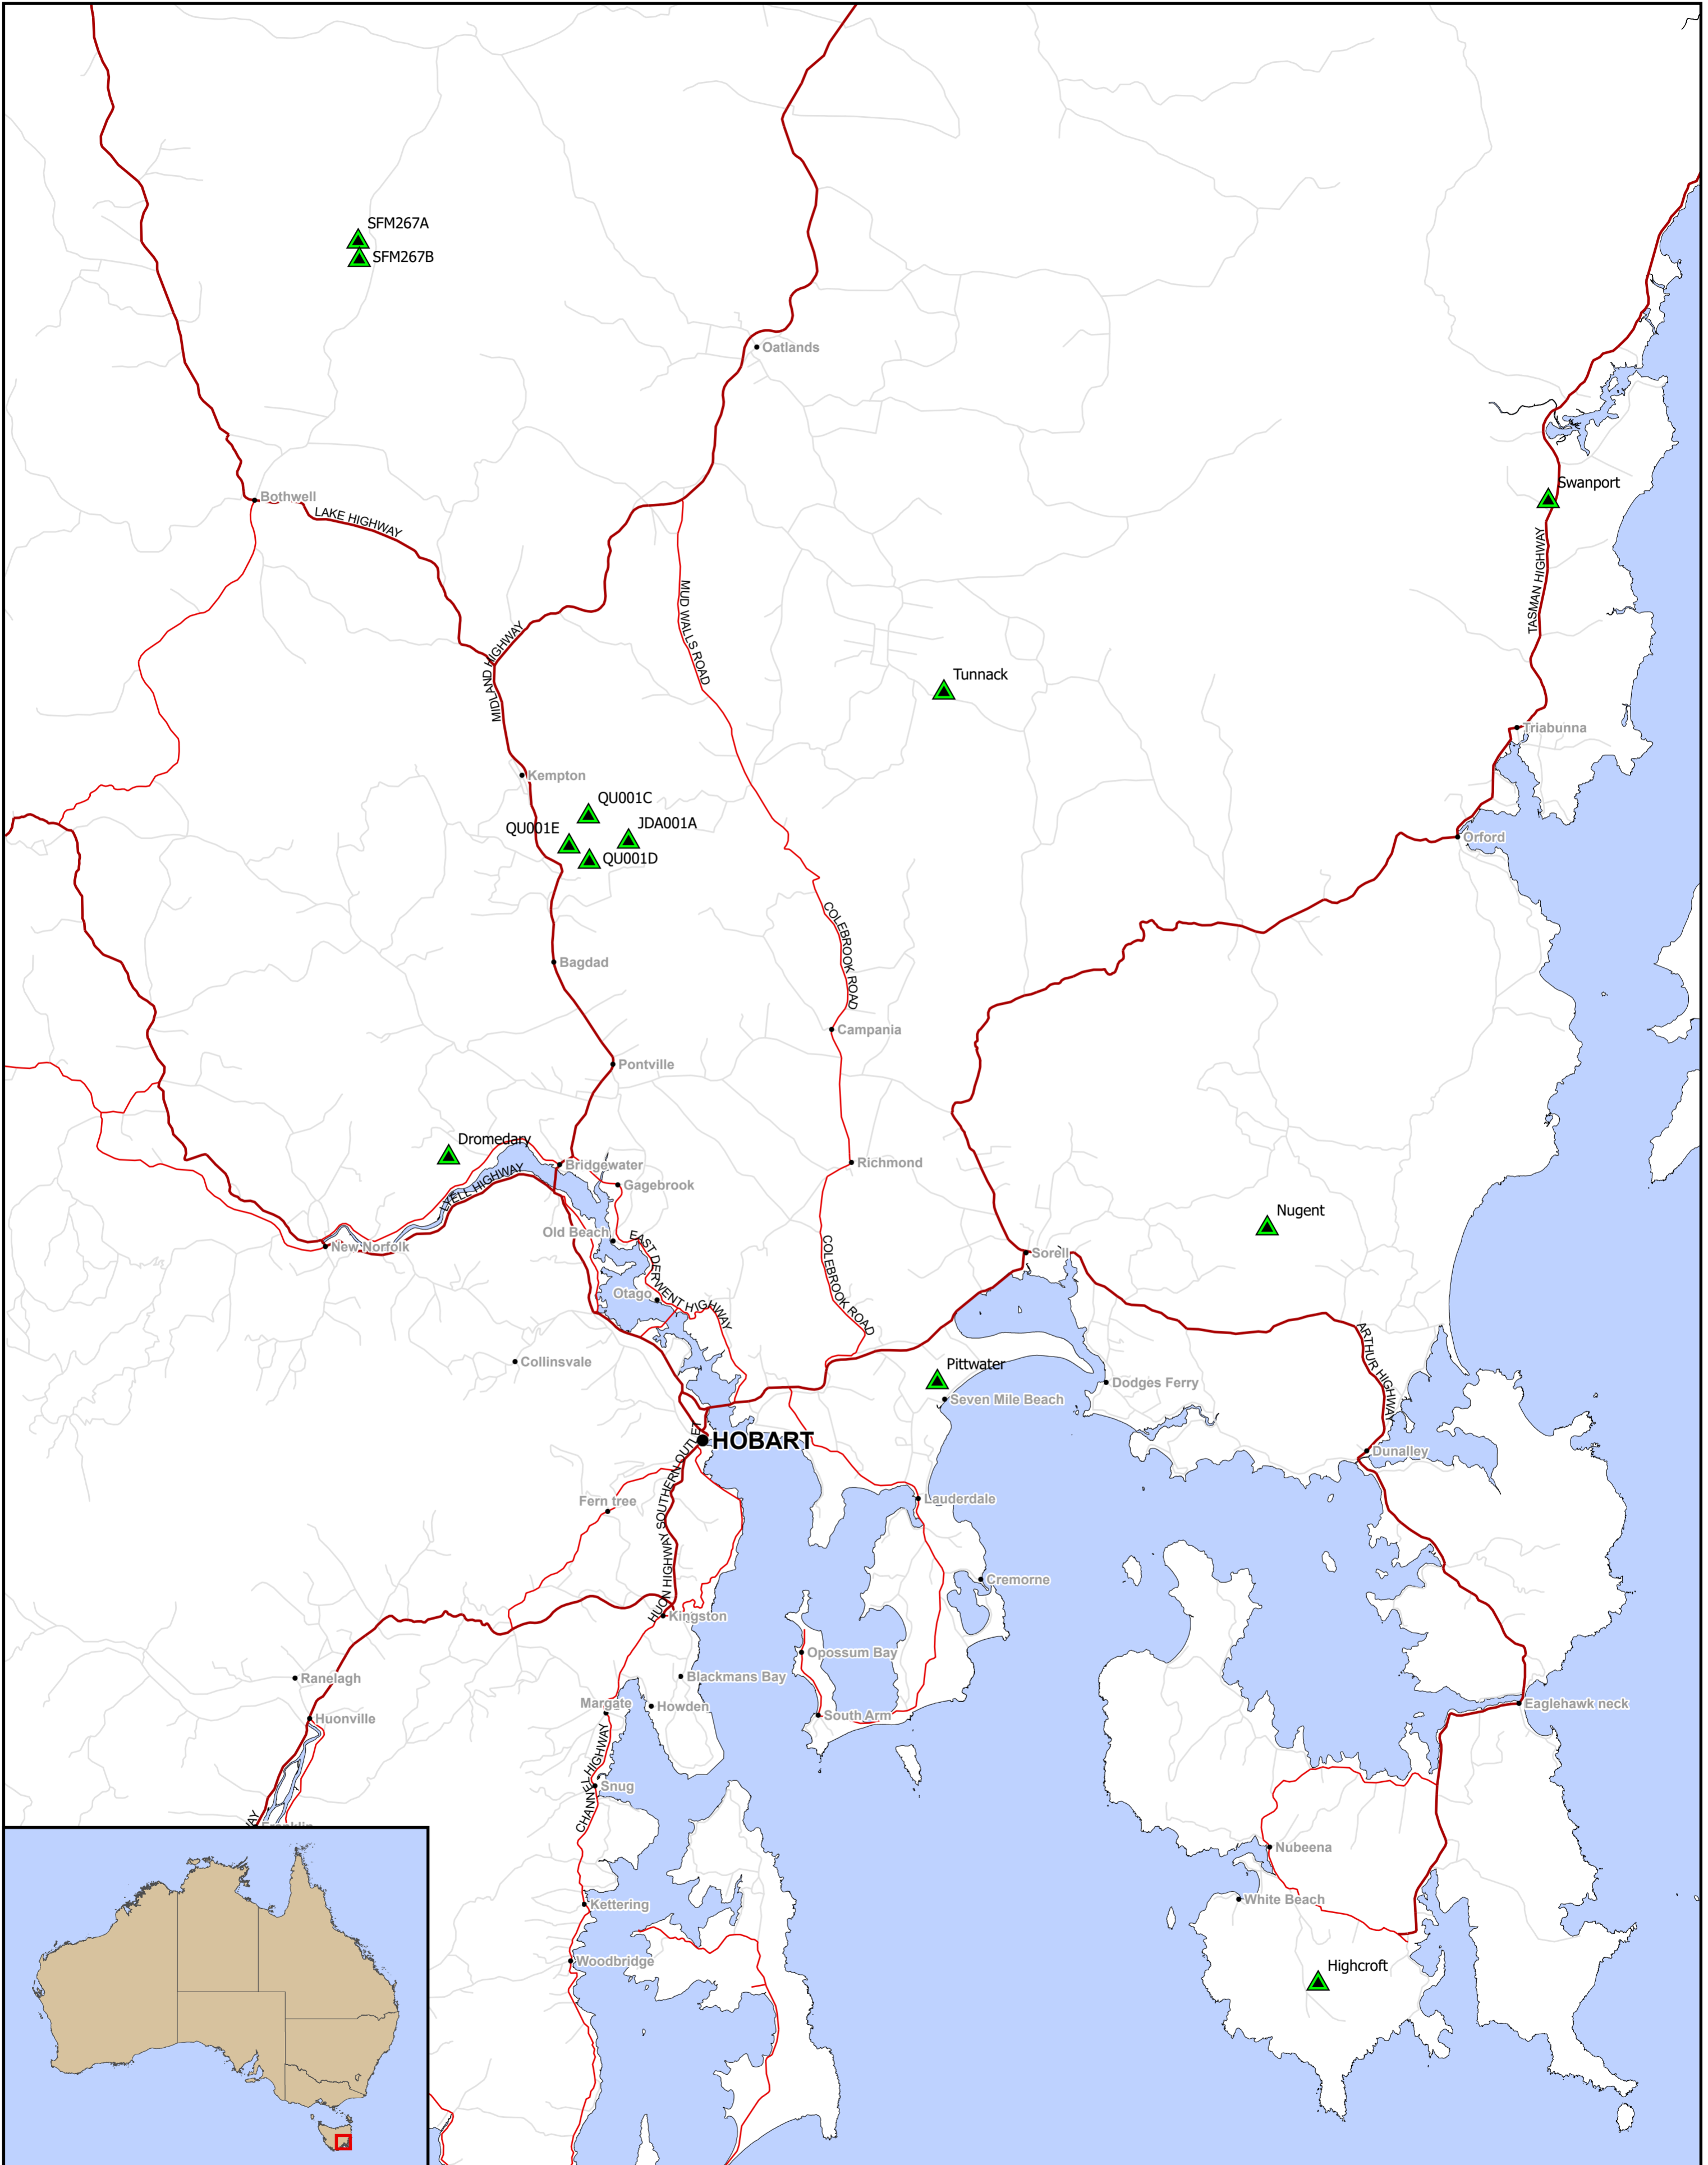 SFM267A
SFM267B
Oatlands
Swanport
Bothwell
LAKE HIGHWAY
TASMAN HIGHWAY
MUD WALLS ROAD
MIDLAND HIGHWAY
Tunnack
Triabunna
Kempton
QU001C
JDA001A
QU001E
QU001D
Orford
COLEBROOK ROAD
Bagdad
Campania
Pontville
Dromedary
Bridgewater
Richmond
LYELL HIGHWAY
Gagebrook
Nugent
Old Beach
EAST DERWENT HIGHWAY
New Norfolk
COLEBROOK ROAD
Sorell
Otago
ARTHUR HIGHWAY
Collinsvale
Pittwater
Dodges Ferry
Seven Mile Beach
HOBART
Dunalley
SOUTHERN OUTLET
Fern tree
Lauderdale
HUON HIGHWAY
Cremorne
Kingston
Opossum Bay
Ranelagh
Blackmans Bay
Margate
Howden
Eaglehawk neck
Huonville
South Arm
CHANNEL HIGHWAY
Snug
Nubeena
White Beach
Kettering
Woodbridge
Highcroft